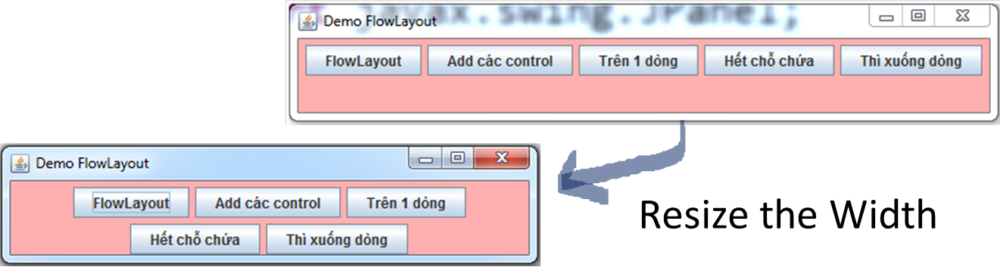 javax.swing.JPanel;
Demo FlowLayout
FlowLayout Add các control Trên 1 dòng Hết chỗ chứa Thì xuống dòng
Demo FlowLayout
FlowLayout Add các control Trên 1 dòng
Hết chỗ chứa Thì xuống dòng
Resize the Width